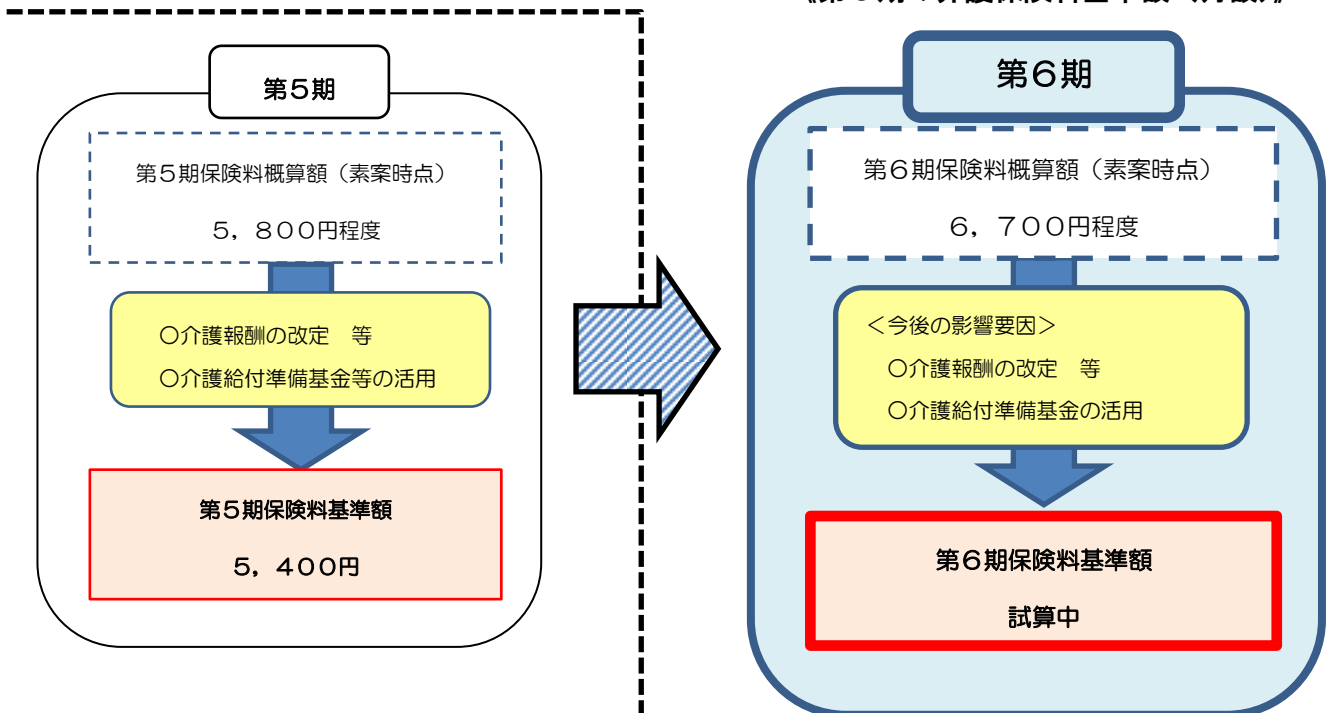 第5期
第5期保険料概算額(素案時点)
5,800円程度
○介護報酬の改定 等
○介護給付準備基金等の活用
第5期保険料基準額
5,400円
第6期
第6期保険料概算額(素案時点)
6,700円程度
<今後の影響要因>
○介護報酬の改定 等
○介護給付準備基金の活用
第6期保険料基準額
試算中